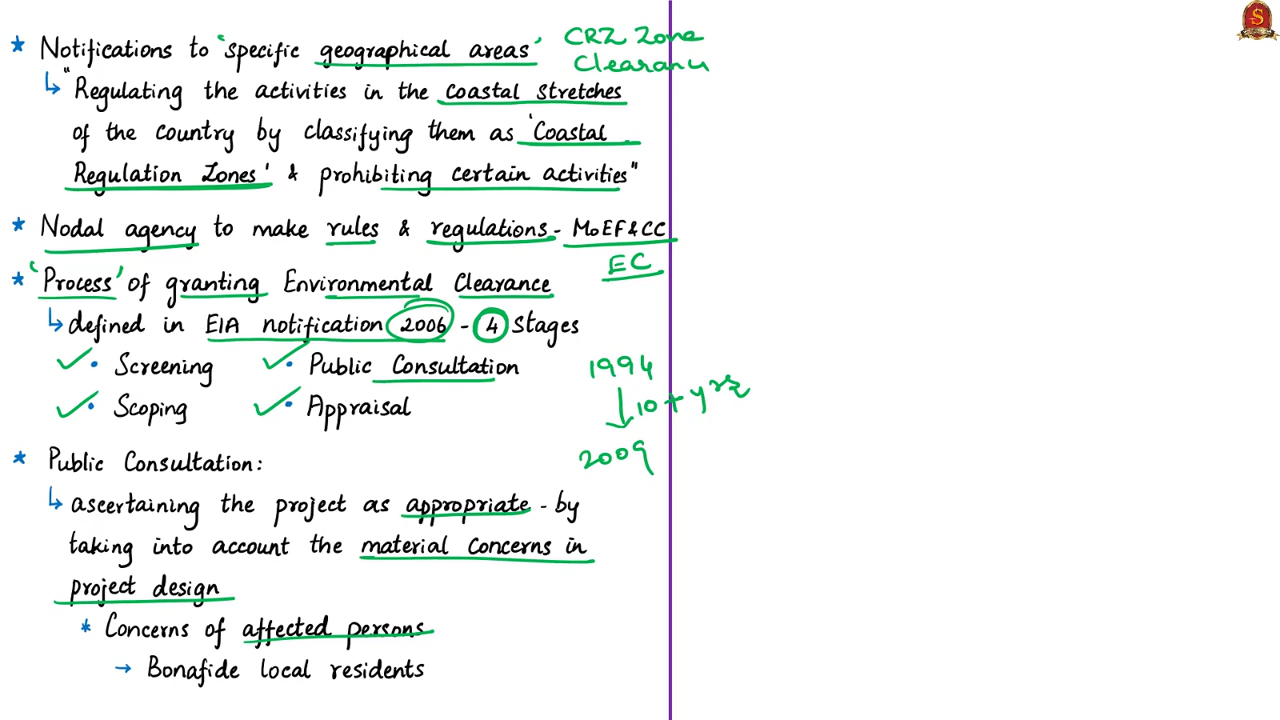 * Notifications to 'specific geographical areas' CRZ Zone
Clearance
↳ "Regulating the activities in the coastal stretches
of the country by classifying them as 'Coastal
Regulation Zones' & prohibiting certain activities"
* Nodal agency to make rules & regulations - MoEF&CC
EC
* 'Process' of granting Environmental Clearance
↳ defined in EIA notification 2006 - 4 Stages
• Screening • Public Consultation
• Scoping • Appraisal
1994
↓ 10+ yrs
2009
* Public Consultation:
↳ ascertaining the project as appropriate - by
taking into account the material concerns in
project design
* Concerns of affected persons
→ Bonafide local residents
S